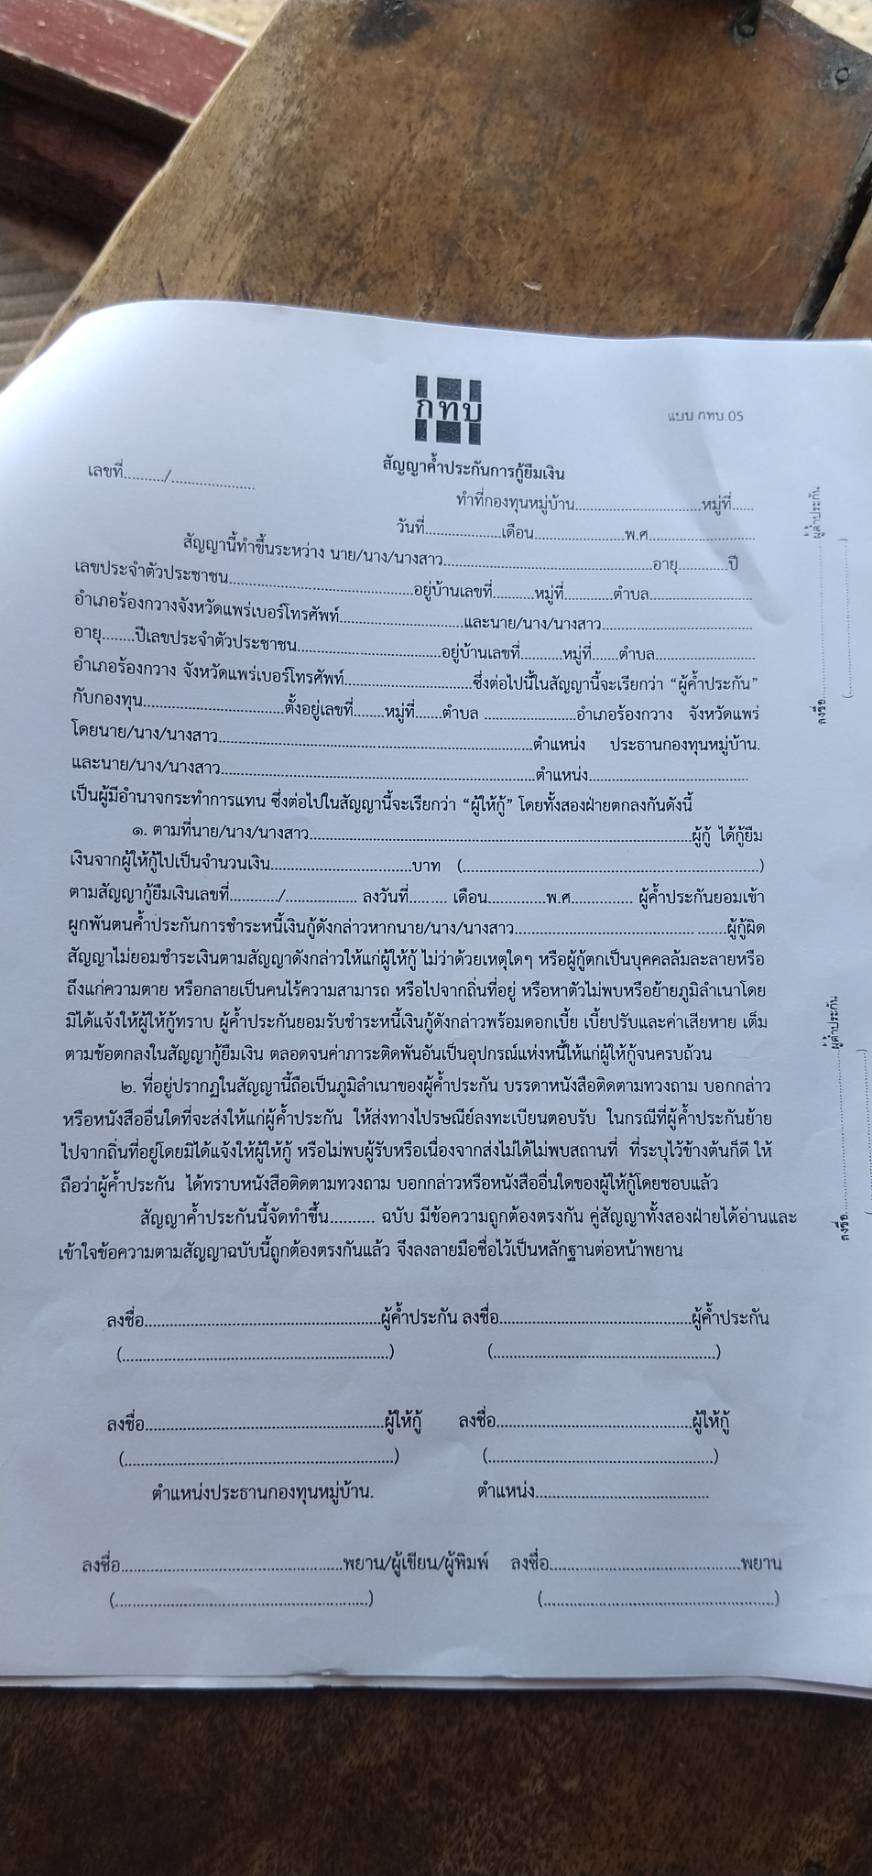 กทบ
แบบ กทบ 05
สัญญาค้ำประกันการกู้ยืมเงิน
เลขที่........../....................
ทำที่กองทุนหมู่บ้าน..............................หมู่ที่......
วันที่...................เดือน.......................พ.ศ...........................
สัญญานี้ทำขึ้นระหว่าง นาย/นาง/นางสาว..................................................อายุ............ปี
เลขประจำตัวประชาชน.............................................อยู่บ้านเลขที่..........หมู่ที่............ตำบล.........................
อำเภอร้องกวางจังหวัดแพร่เบอร์โทรศัพท์..............................และนาย/นาง/นางสาว....................................
อายุ........ปีเลขประจำตัวประชาชน...................................อยู่บ้านเลขที่..........หมู่ที่......ตำบล.........................
อำเภอร้องกวาง จังหวัดแพร่เบอร์โทรศัพท์...............................ซึ่งต่อไปนี้ในสัญญานี้จะเรียกว่า “ผู้ค้ำประกัน”
กับกองทุน..................................ตั้งอยู่เลขที่.......หมู่ที่......ตำบล ......................อำเภอร้องกวาง จังหวัดแพร่
โดยนาย/นาง/นางสาว...........................................................................ตำแหน่ง ประธานกองทุนหมู่บ้าน.
และนาย/นาง/นางสาว...........................................................................ตำแหน่ง......................................
เป็นผู้มีอำนาจกระทำการแทน ซึ่งต่อไปในสัญญานี้จะเรียกว่า “ผู้ให้กู้” โดยทั้งสองฝ่ายตกลงกันดังนี้
๑. ตามที่นาย/นาง/นางสาว............................................................................................ผู้กู้ ได้กู้ยืม
เงินจากผู้ให้กู้ไปเป็นจำนวนเงิน..................................บาท (.......................................................................)
ตามสัญญากู้ยืมเงินเลขที่............/................. ลงวันที่......... เดือน..............พ.ศ............... ผู้ค้ำประกันยอมเข้า
ผูกพันตนค้ำประกันการชำระหนี้เงินกู้ดังกล่าวหากนาย/นาง/นางสาว........................................... .......ผู้กู้ผิด
สัญญาไม่ยอมชำระเงินตามสัญญาดังกล่าวให้แก่ผู้ให้กู้ ไม่ว่าด้วยเหตุใดๆ หรือผู้กู้ตกเป็นบุคคลล้มละลายหรือ
ถึงแก่ความตาย หรือกลายเป็นคนไร้ความสามารถ หรือไปจากถิ่นที่อยู่ หรือหาตัวไม่พบหรือย้ายภูมิลำเนาโดย
มิได้แจ้งให้ผู้ให้กู้ทราบ ผู้ค้ำประกันยอมรับชำระหนี้เงินกู้ดังกล่าวพร้อมดอกเบี้ย เบี้ยปรับและค่าเสียหาย เต็ม
ตามข้อตกลงในสัญญากู้ยืมเงิน ตลอดจนค่าภาระติดพันอันเป็นอุปกรณ์แห่งหนี้ให้แก่ผู้ให้กู้จนครบถ้วน
๒. ที่อยู่ปรากฏในสัญญานี้ถือเป็นภูมิลำเนาของผู้ค้ำประกัน บรรดาหนังสือติดตามทวงถาม บอกกล่าว
หรือหนังสืออื่นใดที่จะส่งให้แก่ผู้ค้ำประกัน ให้ส่งทางไปรษณีย์ลงทะเบียนตอบรับ ในกรณีที่ผู้ค้ำประกันย้าย
ไปจากถิ่นที่อยู่โดยมิได้แจ้งให้ผู้ให้กู้ หรือไม่พบผู้รับหรือเนื่องจากส่งไม่ได้ไม่พบสถานที่ ที่ระบุไว้ข้างต้นก็ดี ให้
ถือว่าผู้ค้ำประกัน ได้ทราบหนังสือติดตามทวงถาม บอกกล่าวหรือหนังสืออื่นใดของผู้ให้กู้โดยชอบแล้ว
สัญญาค้ำประกันนี้จัดทำขึ้น........... ฉบับ มีข้อความถูกต้องตรงกัน คู่สัญญาทั้งสองฝ่ายได้อ่านและ
เข้าใจข้อความตามสัญญาฉบับนี้ถูกต้องตรงกันแล้ว จึงลงลายมือชื่อไว้เป็นหลักฐานต่อหน้าพยาน
ลงชื่อ.........................................................ผู้ค้ำประกัน ลงชื่อ..............................................ผู้ค้ำประกัน
(................................................................) (......................................................)
ลงชื่อ.........................................................ผู้ให้กู้ ลงชื่อ..............................................ผู้ให้กู้
(................................................................) (......................................................)
ตำแหน่งประธานกองทุนหมู่บ้าน. ตำแหน่ง..........................................
ลงชื่อ.....................................................พยาน/ผู้เขียน/ผู้พิมพ์ ลงชื่อ..............................................พยาน
(.............................................................) (........................................................)
ลงชื่อ....................................ผู้ค้ำประกัน
(....................................)
ลงชื่อ....................................ผู้ค้ำประกัน
(....................................)